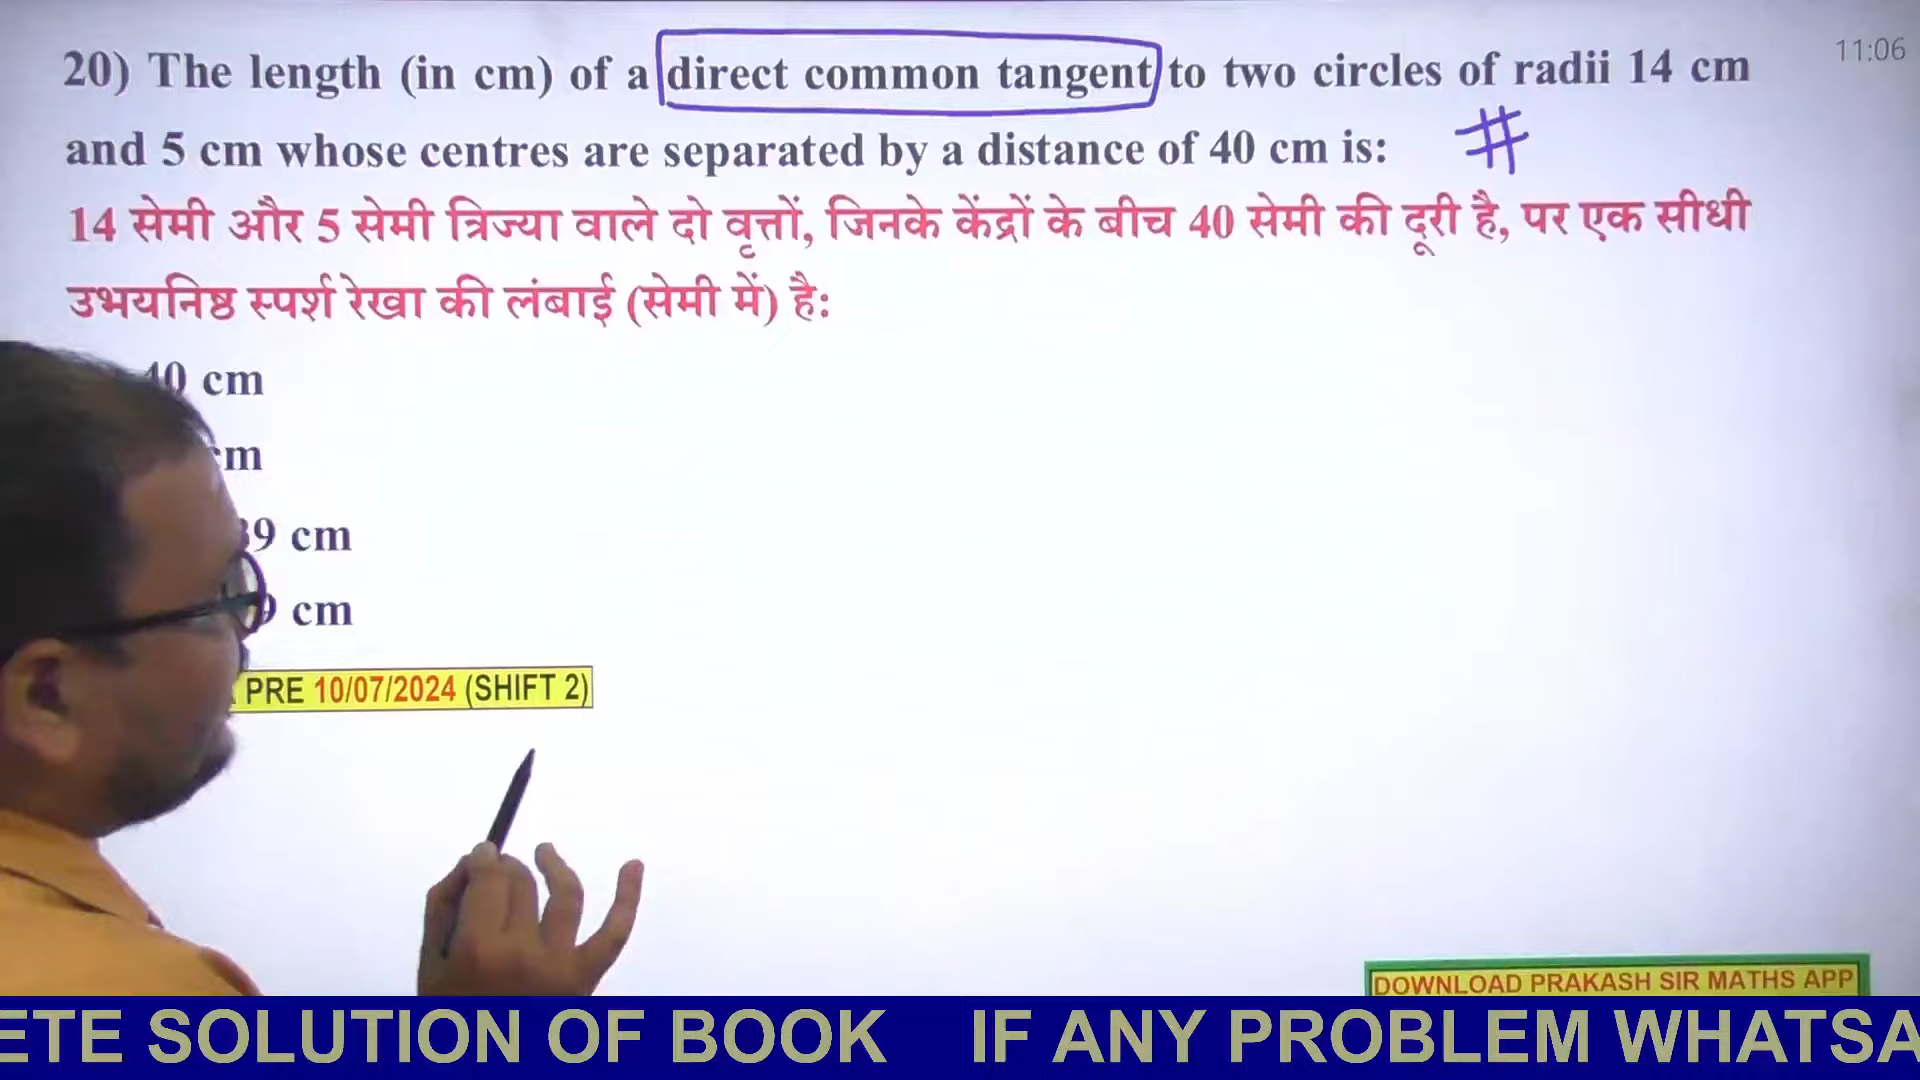 20) The length (in cm) of a direct common tangent to two circles of radii 14 cm
11:06
and 5 cm whose centres are separated by a distance of 40 cm is: #
14 सेमी और 5 सेमी त्रिज्या वाले दो वृत्तों, जिनके केंद्रों के बीच 40 सेमी की दूरी है, पर एक सीधी
उभयनिष्ठ स्पर्श रेखा की लंबाई (सेमी में) है:
40 cm
cm
cm
cm
PRE 10/07/2024 (SHIFT 2)
DOWNLOAD PRAKASH SIR MATHS APP
SOLUTION OF BOOK IF ANY PROBLEM